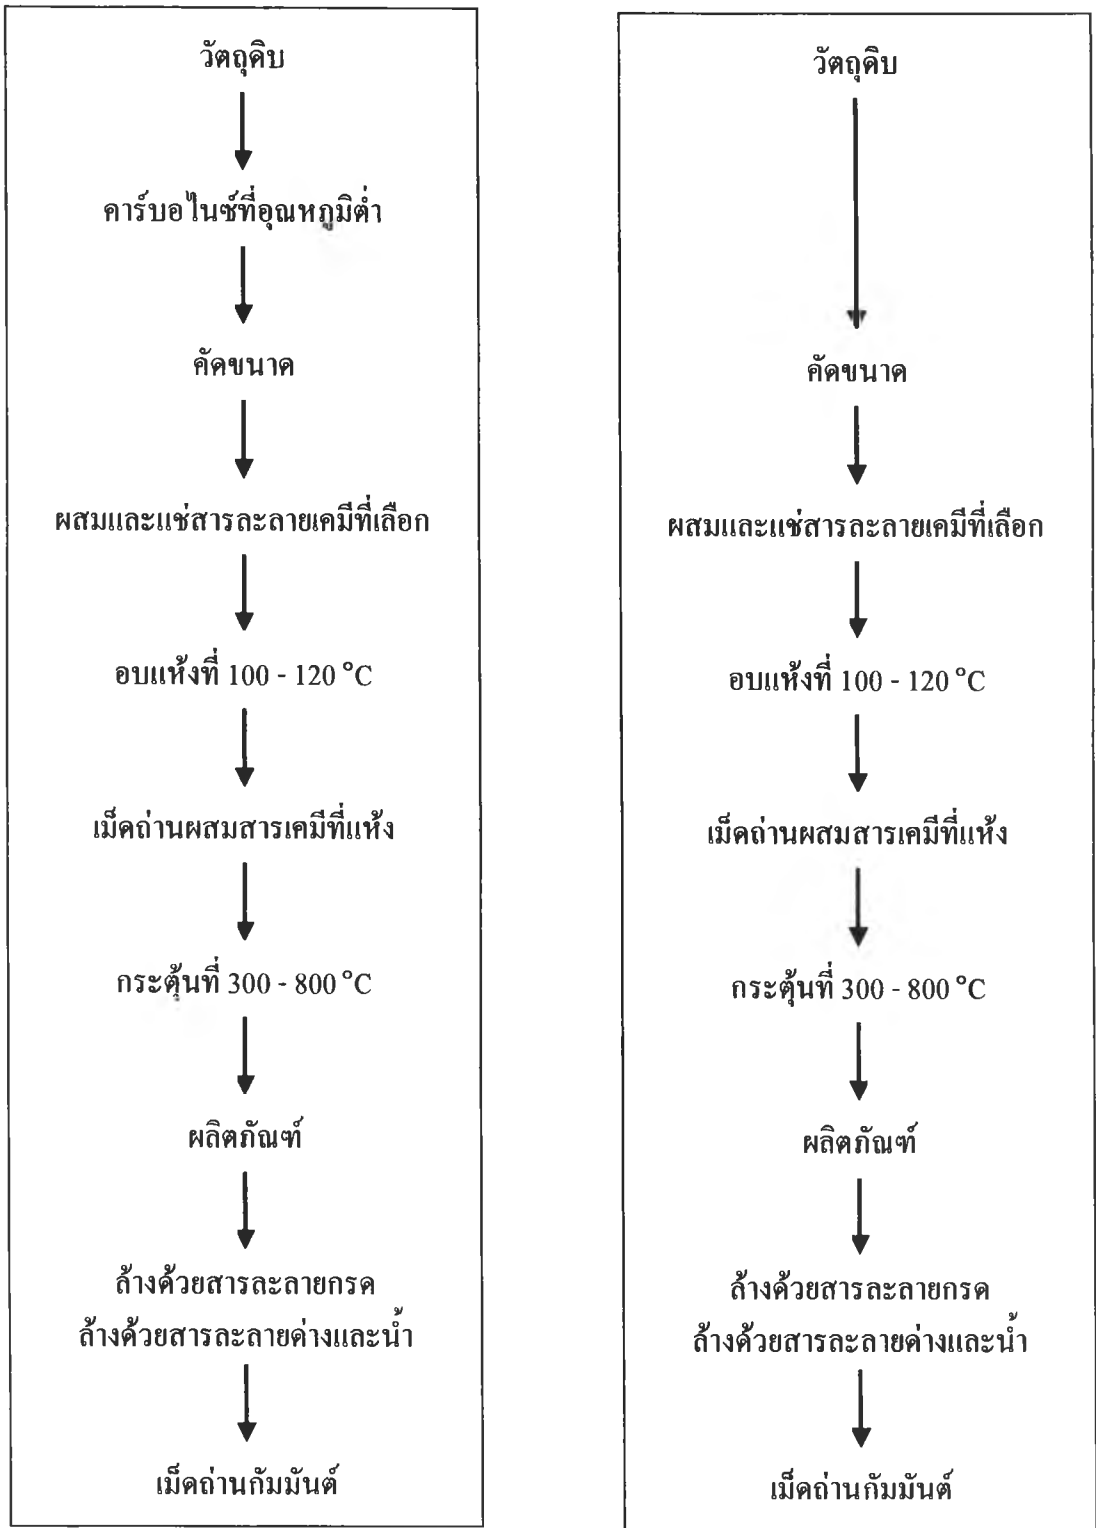 วัตถุดิบ
คาร์บอไนซ์ที่อุณหภูมิต่ำ
คัดขนาด
ผสมและแช่สารละลายเคมีที่เลือก
อบแห้งที่ 100 - 120 °C
เม็ดถ่านผสมสารเคมีที่แห้ง
กระตุ้นที่ 300 - 800 °C
ผลิตภัณฑ์
ล้างด้วยสารละลายกรด
ล้างด้วยสารละลายด่างและน้ำ
เม็ดถ่านกัมมันต์
วัตถุดิบ
คัดขนาด
ผสมและแช่สารละลายเคมีที่เลือก
อบแห้งที่ 100 - 120 °C
เม็ดถ่านผสมสารเคมีที่แห้ง
กระตุ้นที่ 300 - 800 °C
ผลิตภัณฑ์
ล้างด้วยสารละลายกรด
ล้างด้วยสารละลายด่างและน้ำ
เม็ดถ่านกัมมันต์